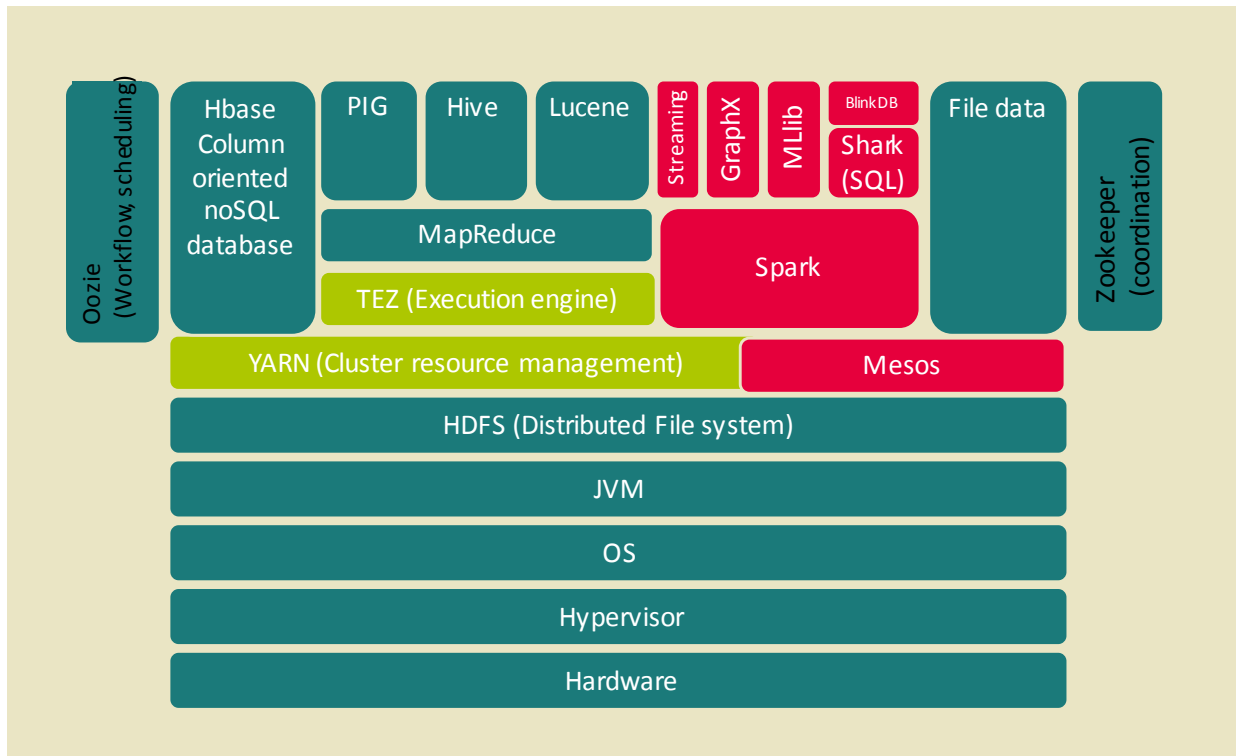 Oozie
(Workflow, scheduling)
Hbase
Column
oriented
noSQL
database
PIG
Hive
Lucene
Streaming
GraphX
MLlib
BlinkDB
Shark
(SQL)
File data
Zookeeper
(coordination)
MapReduce
Spark
TEZ (Execution engine)
YARN (Cluster resource management)
Mesos
HDFS (Distributed File system)
JVM
OS
Hypervisor
Hardware